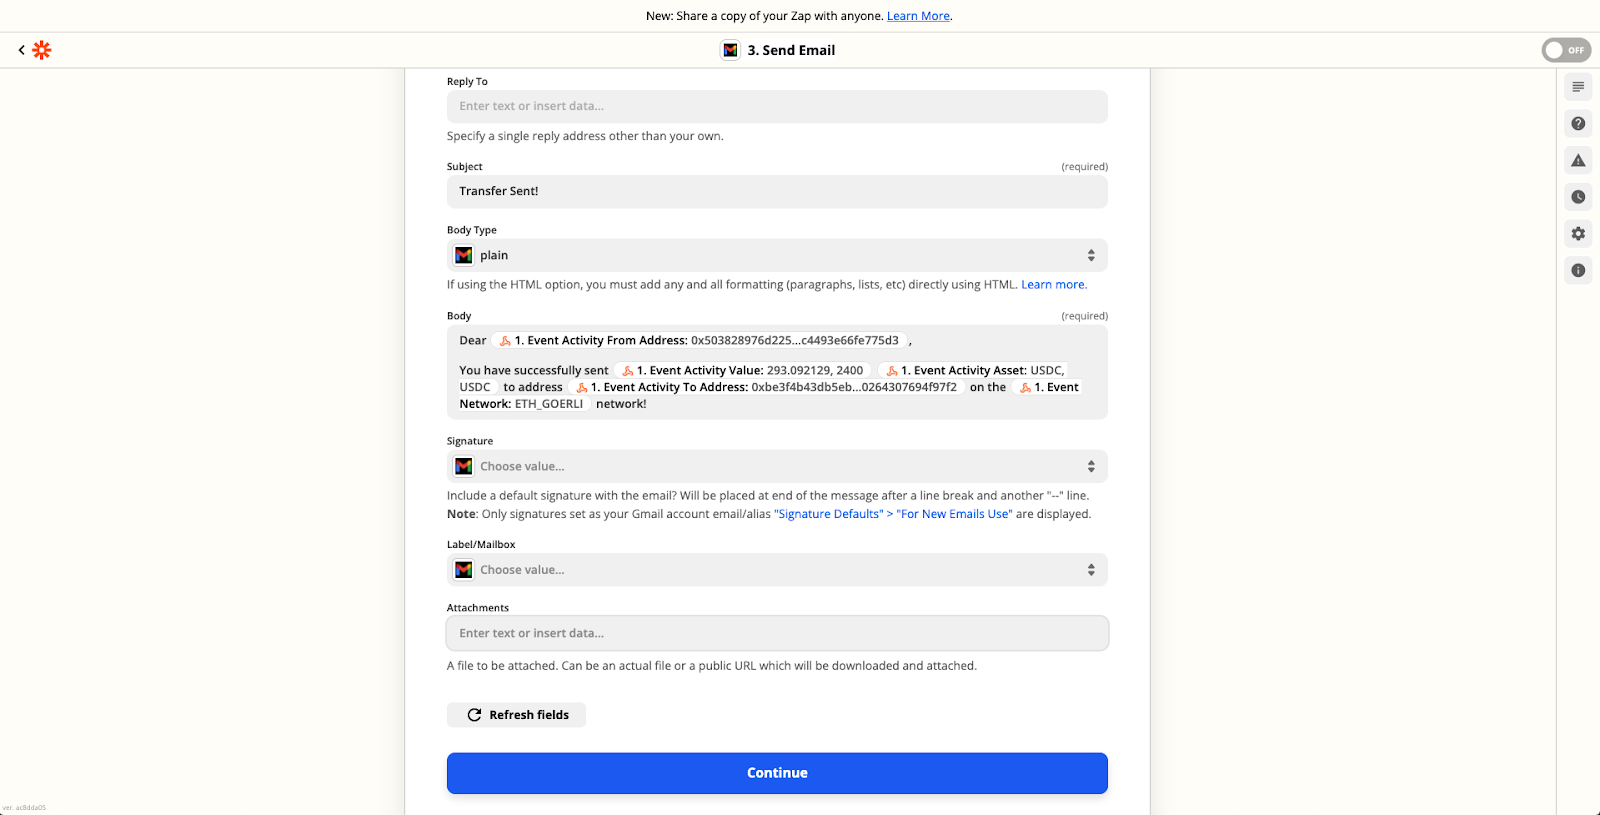 New: Share a copy of your Zap with anyone. Learn More.
3. Send Email
OFF
Reply To
Enter text or insert data...
Specify a single reply address other than your own.
Subject (required)
Transfer Sent!
Body Type
plain
If using the HTML option, you must add any and all formatting (paragraphs, lists, etc) directly using HTML. Learn more.
Body (required)
Dear 1. Event Activity From Address: 0x503828976d225...c4493e66fe775d3 ,
You have successfully sent 1. Event Activity Value: 293.092129, 2400 1. Event Activity Asset: USDC,
USDC to address 1. Event Activity To Address: 0xbe3f4b43db5eb...0264307694f97f2 on the 1. Event
Network: ETH_GOERLI network!
Signature
Choose value...
Include a default signature with the email? Will be placed at end of the message after a line break and another "--" line.
Note: Only signatures set as your Gmail account email/alias "Signature Defaults" > "For New Emails Use" are displayed.
Label/Mailbox
Choose value...
Attachments
Enter text or insert data...
A file to be attached. Can be an actual file or a public URL which will be downloaded and attached.
Refresh fields
Continue
ver. ac8dda05